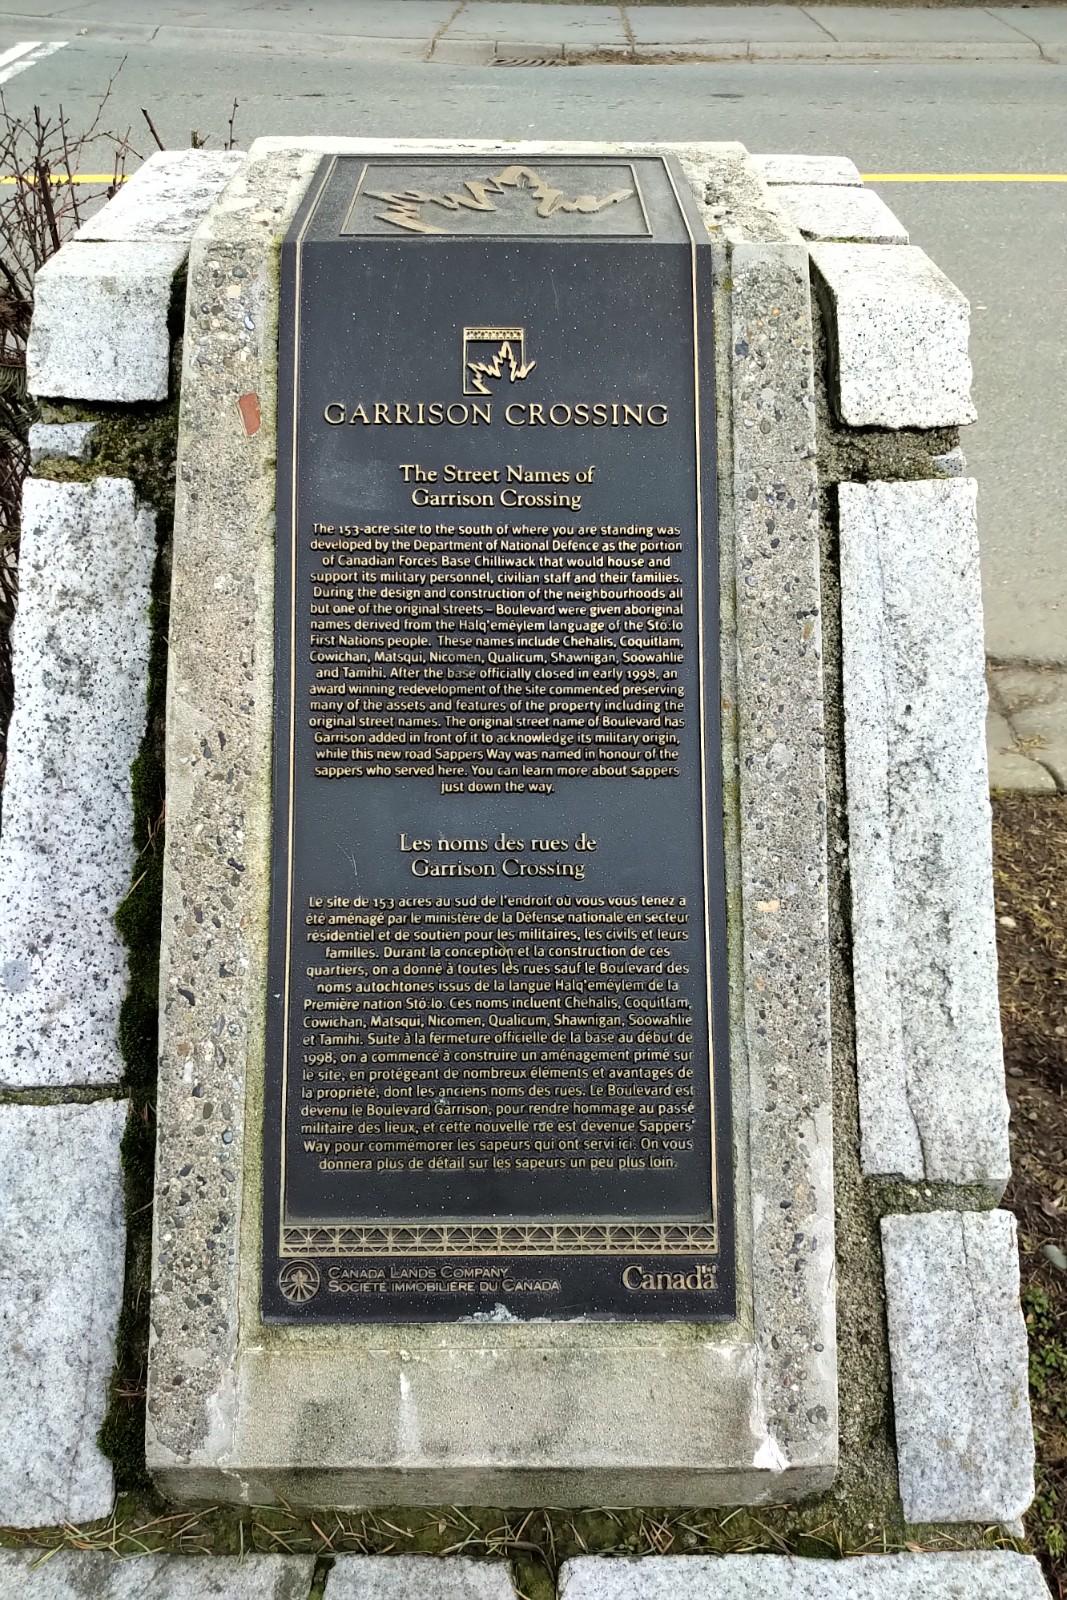 GARRISON CROSSING
The Street Names of
Garrison Crossing
The 153-acre site to the south of where you are standing was
developed by the Department of National Defence as the portion
of Canadian Forces Base Chilliwack that would house and
support its military personnel, civilian staff and their families.
During the design and construction of the neighbourhoods all
but one of the original streets – Boulevard were given aboriginal
names derived from the Halq'eméylem language of the Stó:lo
First Nations people. These names include Chehalis, Coquitlam,
Cowichan, Matsqui, Nicomen, Qualicum, Shawnigan, Soowahlie
and Tamihi. After the base officially closed in early 1998, an
award winning redevelopment of the site commenced preserving
many of the assets and features of the property including the
original street names. The original street name of Boulevard has
Garrison added in front of it to acknowledge its military origin,
while this new road Sappers Way was named in honour of the
sappers who served here. You can learn more about sappers
just down the way.
Les noms des rues de
Garrison Crossing
Le site de 153 acres au sud de l'endroit où vous vous tenez a
été aménagé par le ministère de la Défense nationale en secteur
résidentiel et de soutien pour les militaires, les civils et leurs
familles. Durant la conception et la construction de ces
quartiers, on a donné à toutes les rues sauf le Boulevard des
noms autochtones issus de la langue Halq'eméylem de la
Première nation Stó:lo. Ces noms incluent Chehalis, Coquitlam,
Cowichan, Matsqui, Nicomen, Qualicum, Shawnigan, Soowahlie
et Tamihi. Suite à la fermeture officielle de la base au début de
1998, on a commencé à construire un aménagement primé sur
le site, en protégeant de nombreux éléments et avantages de
la propriété, dont les anciens noms des rues. Le Boulevard est
devenu le Boulevard Garrison, pour rendre hommage au passé
militaire des lieux, et cette nouvelle rue est devenue Sappers'
Way pour commémorer les sapeurs qui ont servi ici. On vous
donnera plus de détail sur les sapeurs un peu plus loin.
CANADA LANDS COMPANY
SOCIÉTÉ IMMOBILIÈRE DU CANADA
Canada